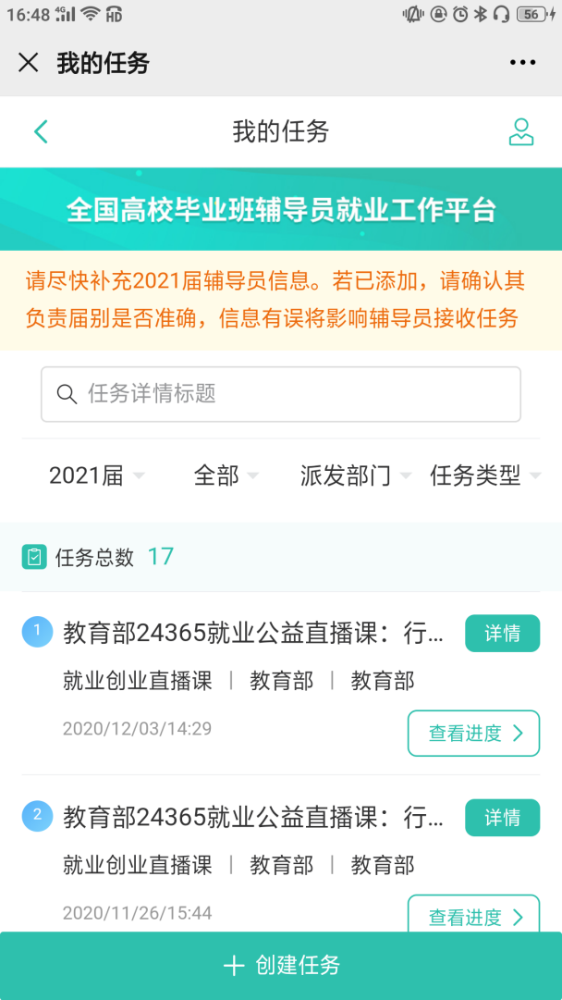 16:48 4G HD 56
我的任务
我的任务
全国高校毕业班辅导员就业工作平台
请尽快补充2021届辅导员信息。若已添加，请确认其
负责届别是否准确，信息有误将影响辅导员接收任务
任务详情标题
2021届 全部 派发部门 任务类型
任务总数 17
1 教育部24365就业公益直播课：行... 详情
就业创业直播课 | 教育部 | 教育部
2020/12/03/14:29
查看进度
2 教育部24365就业公益直播课：行... 详情
就业创业直播课 | 教育部 | 教育部
2020/11/26/15:44
查看进度
创建任务